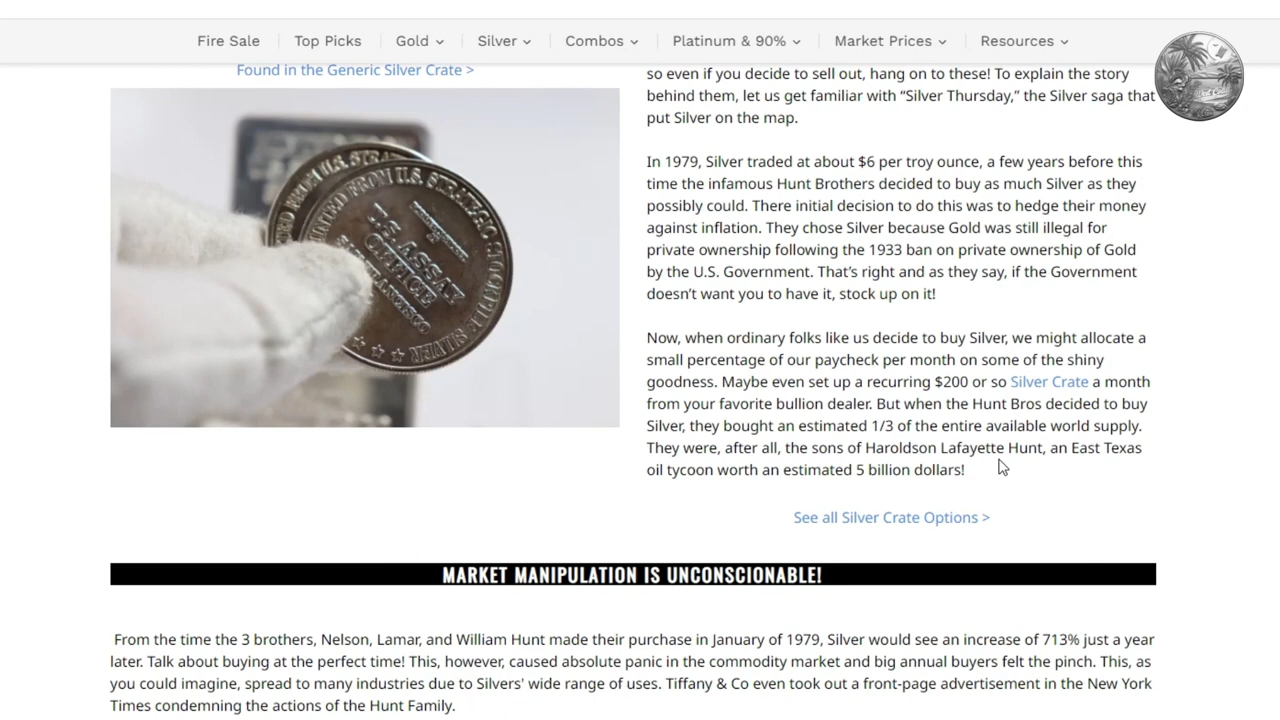 Fire Sale
Top Picks
Gold
Silver
Combos
Platinum & 90%
Market Prices
Resources
Found in the Generic Silver Crate >
U.S. ASSAY
OFFICE
SAN FRANCISCO
FROM U.S. STRATEGIC STOCKPILE SILVER
so even if you decide to sell out, hang on to these! To explain the story
behind them, let us get familiar with “Silver Thursday,” the Silver saga that
put Silver on the map.
In 1979, Silver traded at about $6 per troy ounce, a few years before this
time the infamous Hunt Brothers decided to buy as much Silver as they
possibly could. There initial decision to do this was to hedge their money
against inflation. They chose Silver because Gold was still illegal for
private ownership following the 1933 ban on private ownership of Gold
by the U.S. Government. That’s right and as they say, if the Government
doesn’t want you to have it, stock up on it!
Now, when ordinary folks like us decide to buy Silver, we might allocate a
small percentage of our paycheck per month on some of the shiny
goodness. Maybe even set up a recurring $200 or so Silver Crate a month
from your favorite bullion dealer. But when the Hunt Bros decided to buy
Silver, they bought an estimated 1/3 of the entire available world supply.
They were, after all, the sons of Haroldson Lafayette Hunt, an East Texas
oil tycoon worth an estimated 5 billion dollars!
See all Silver Crate Options >
MARKET MANIPULATION IS UNCONSCIONABLE!
From the time the 3 brothers, Nelson, Lamar, and William Hunt made their purchase in January of 1979, Silver would see an increase of 713% just a year
later. Talk about buying at the perfect time! This, however, caused absolute panic in the commodity market and big annual buyers felt the pinch. This, as
you could imagine, spread to many industries due to Silvers' wide range of uses. Tiffany & Co even took out a front-page advertisement in the New York
Times condemning the actions of the Hunt Family.